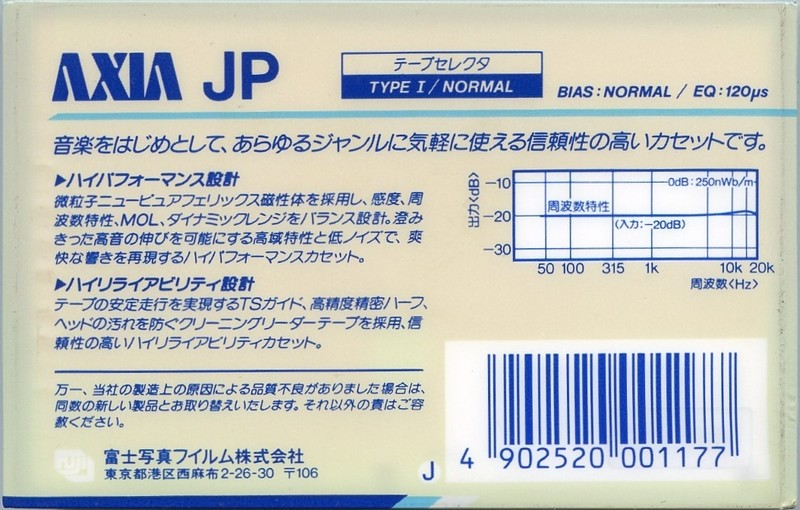 AXIA JP
テープセレクタ
TYPE I / NORMAL
BIAS : NORMAL / EQ : 120μs
音楽をはじめとして、あらゆるジャンルに気軽に使える信頼性の高いカセットです。
▶ハイパフォーマンス設計
微粒子ニューピュアフェリックス磁性体を採用し、感度、周
波数特性、MOL、ダイナミックレンジをバランス設計。澄み
きった高音の伸びを可能にする高域特性と低ノイズで、爽
快な響きを再現するハイパフォーマンスカセット。
▶ハイリライアビリティ設計
テープの安定走行を実現するTSガイド、高精度精密ハーフ、
ヘッドの汚れを防ぐクリーニングリーダーテープを採用、信
頼性の高いハイリライアビリティカセット。
万一、当社の製造上の原因による品質不良がありました場合は、
同数の新しい製品とお取り替えいたします。それ以外の責はご容
赦ください。
FUJI
富士写真フイルム株式会社
東京都港区西麻布2-26-30 〒106
出力<dB>
-10
-20
-30
0dB : 250nWb/m
周波数特性
(入力:-20dB)
50 100 315 1k 10k 20k
周波数<Hz>
J
4 902520 001177